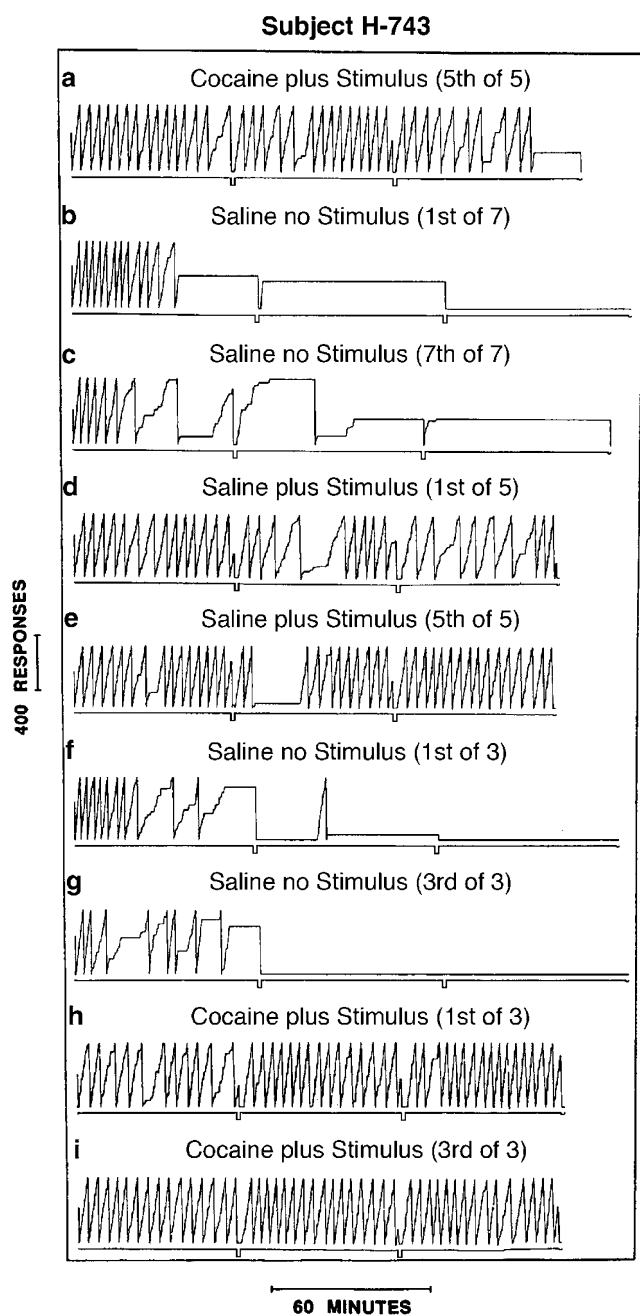 Subject H-743
a Cocaine plus Stimulus (5th of 5)
b Saline no Stimulus (1st of 7)
c Saline no Stimulus (7th of 7)
d Saline plus Stimulus (1st of 5)
e Saline plus Stimulus (5th of 5)
400 RESPONSES
f Saline no Stimulus (1st of 3)
g Saline no Stimulus (3rd of 3)
h Cocaine plus Stimulus (1st of 3)
i Cocaine plus Stimulus (3rd of 3)
60 MINUTES